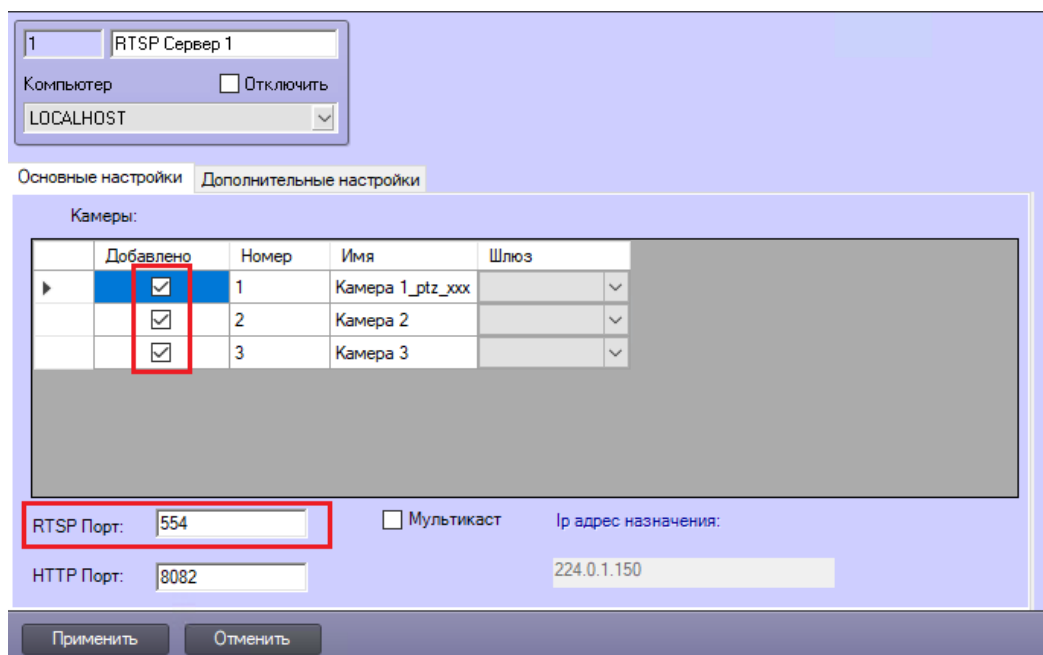 1 RTSP Сервер 1
Компьютер Отключить
LOCALHOST
Основные настройки Дополнительные настройки
Камеры:
Добавлено Номер Имя Шлюз
1 Камера 1_ptz_xxx
2 Камера 2
3 Камера 3
RTSP Порт: 554 Мультикаст Ip адрес назначения:
HTTP Порт: 8082 224.0.1.150
Применить Отменить